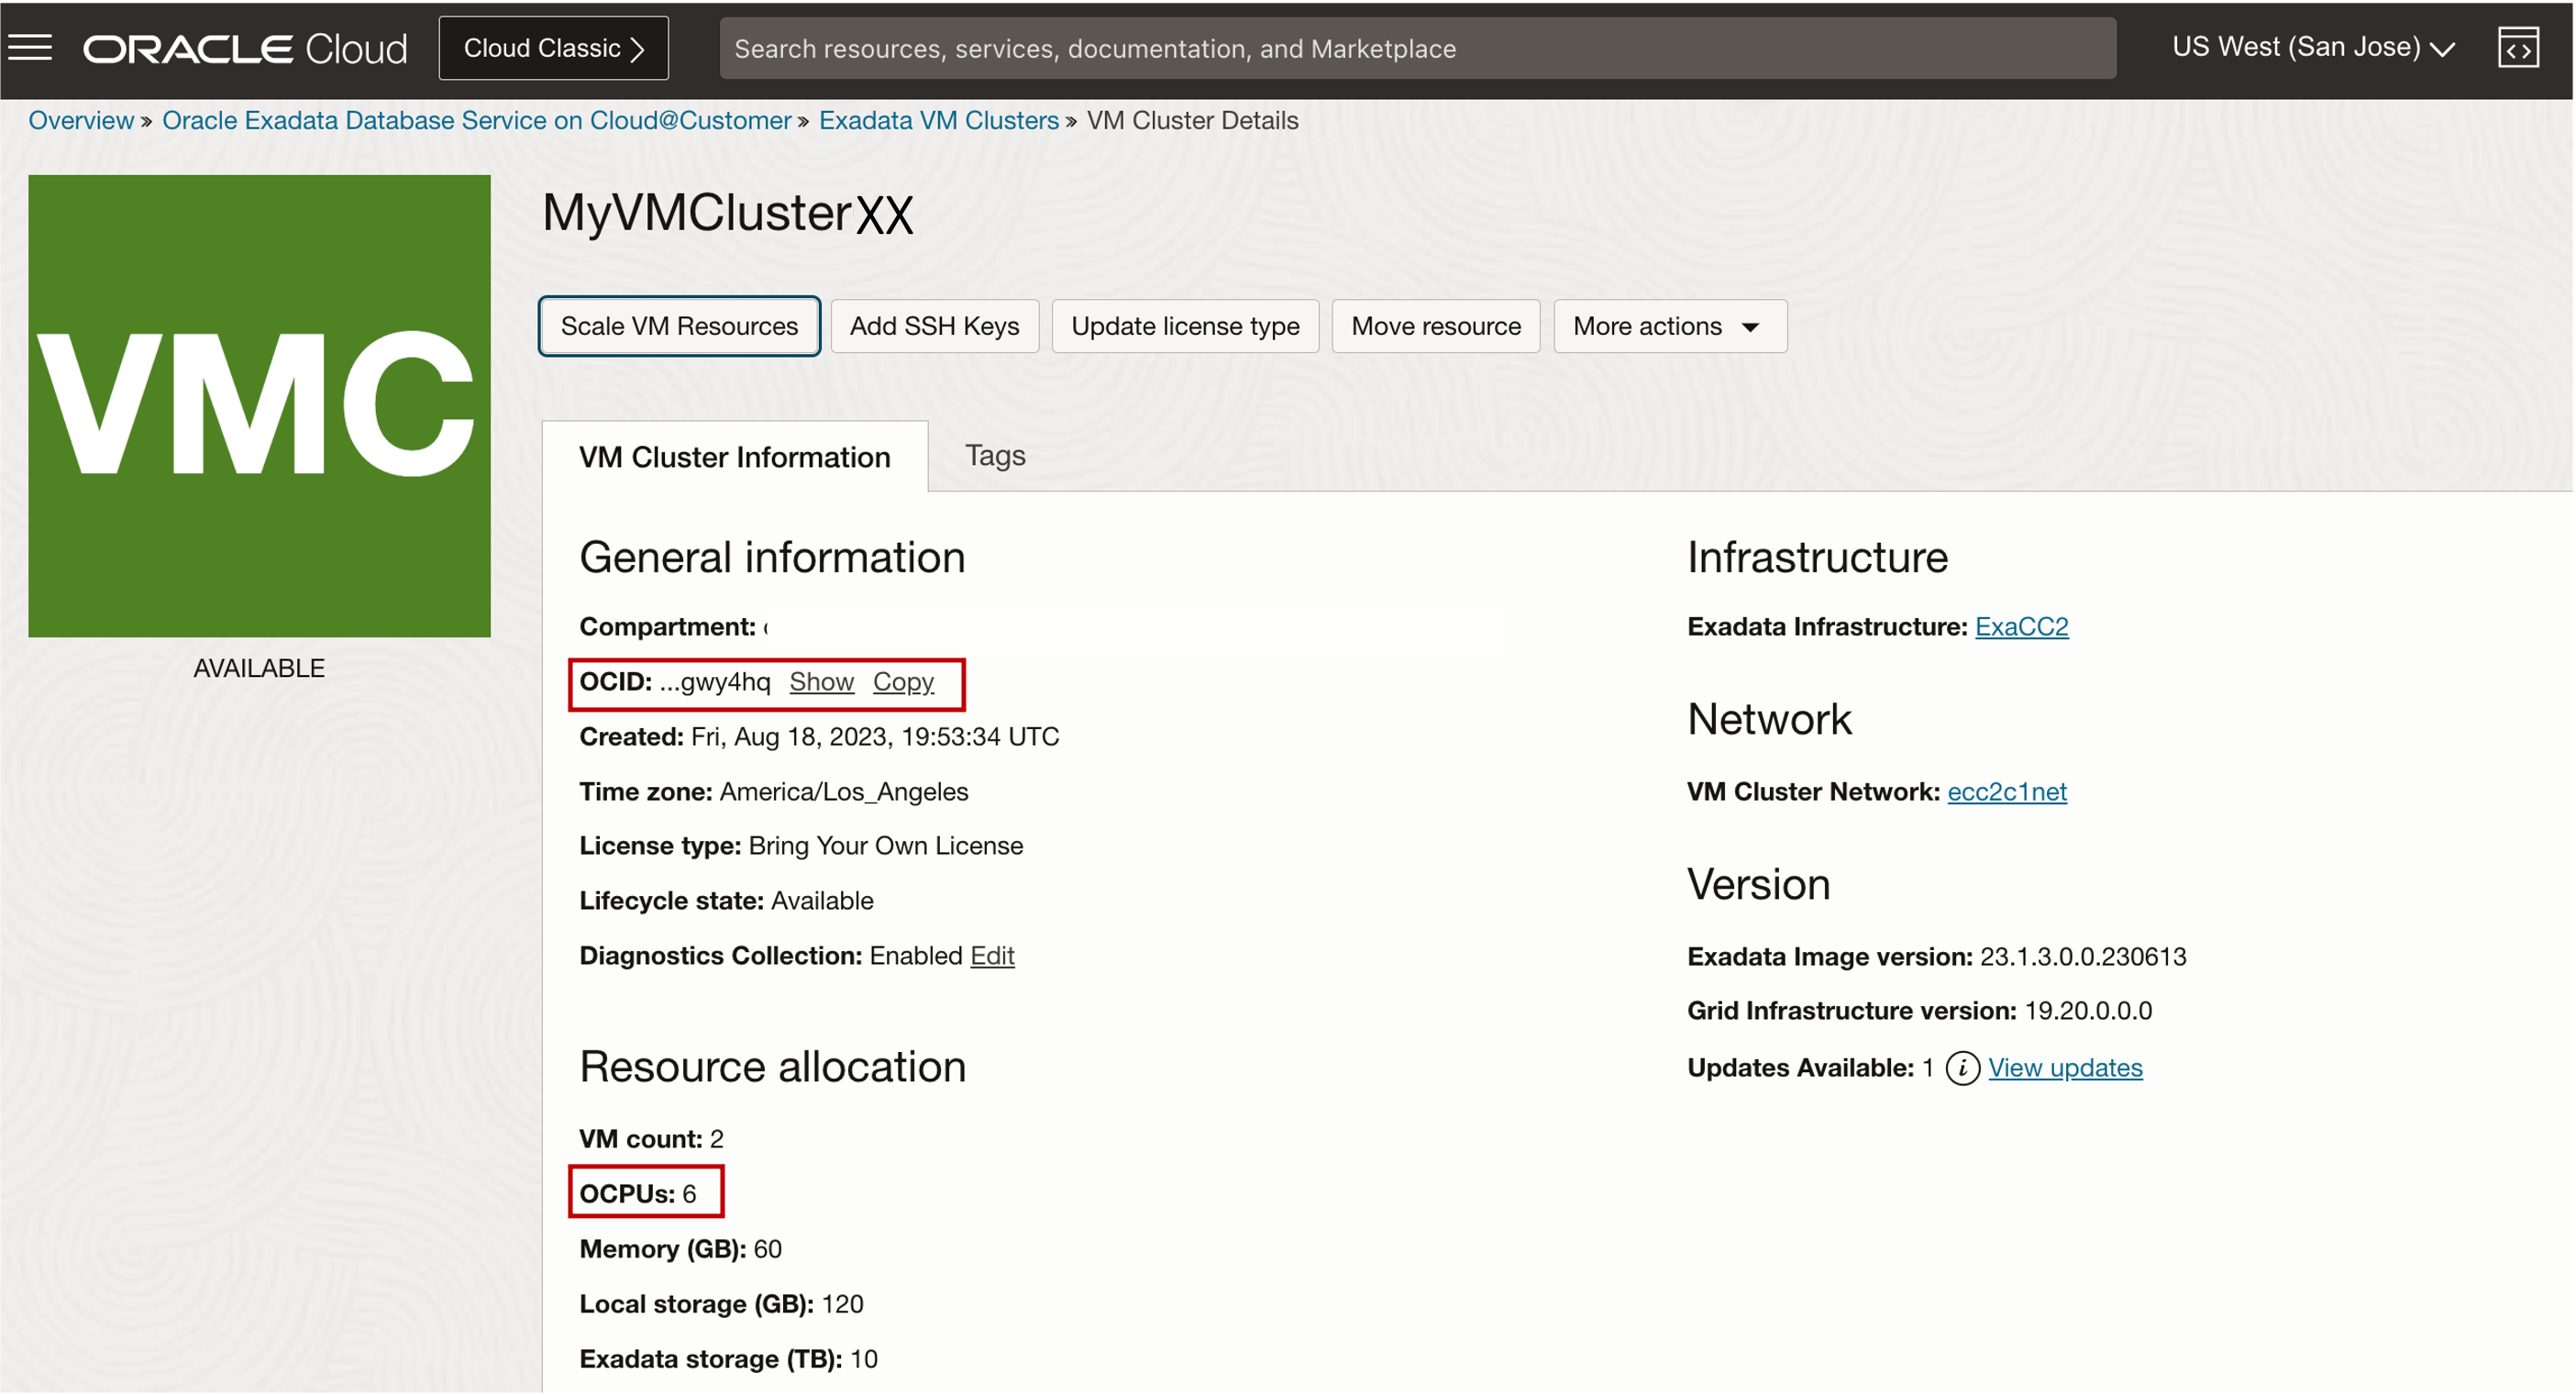 ORACLE Cloud
Cloud Classic
Search resources, services, documentation, and Marketplace
US West (San Jose)
Overview » Oracle Exadata Database Service on Cloud@Customer » Exadata VM Clusters » VM Cluster Details
VMC
AVAILABLE
MyVMClusterXX
Scale VM Resources
Add SSH Keys
Update license type
Move resource
More actions
VM Cluster Information
Tags
General information
Compartment:
OCID: ...gwy4hq Show Copy
Created: Fri, Aug 18, 2023, 19:53:34 UTC
Time zone: America/Los_Angeles
License type: Bring Your Own License
Lifecycle state: Available
Diagnostics Collection: Enabled Edit
Resource allocation
VM count: 2
OCPUs: 6
Memory (GB): 60
Local storage (GB): 120
Exadata storage (TB): 10
Infrastructure
Exadata Infrastructure: ExaCC2
Network
VM Cluster Network: ecc2c1net
Version
Exadata Image version: 23.1.3.0.0.230613
Grid Infrastructure version: 19.20.0.0.0
Updates Available: 1 i View updates